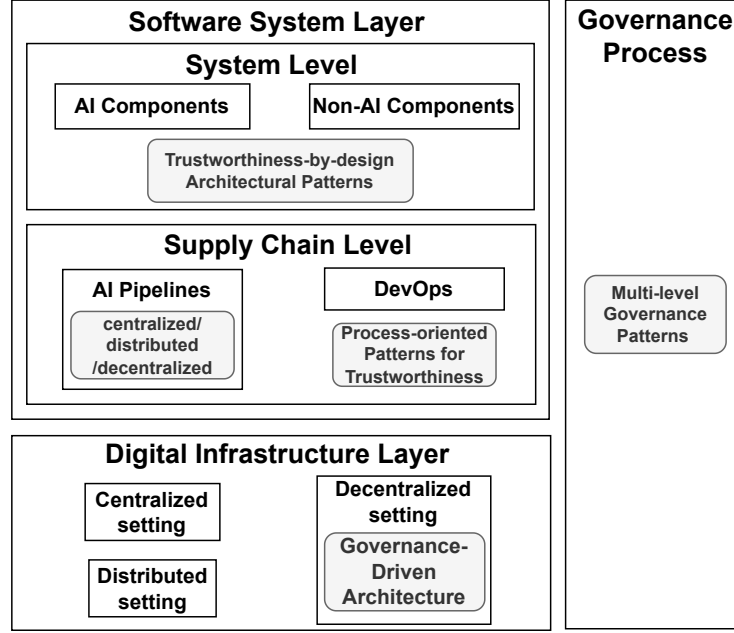 Software System Layer
System Level
AI Components
Non-AI Components
Trustworthiness-by-design
Architectural Patterns
Supply Chain Level
AI Pipelines
centralized/
distributed
/decentralized
DevOps
Process-oriented
Patterns for
Trustworthiness
Digital Infrastructure Layer
Centralized
setting
Distributed
setting
Decentralized
setting
Governance-
Driven
Architecture
Governance
Process
Multi-level
Governance
Patterns